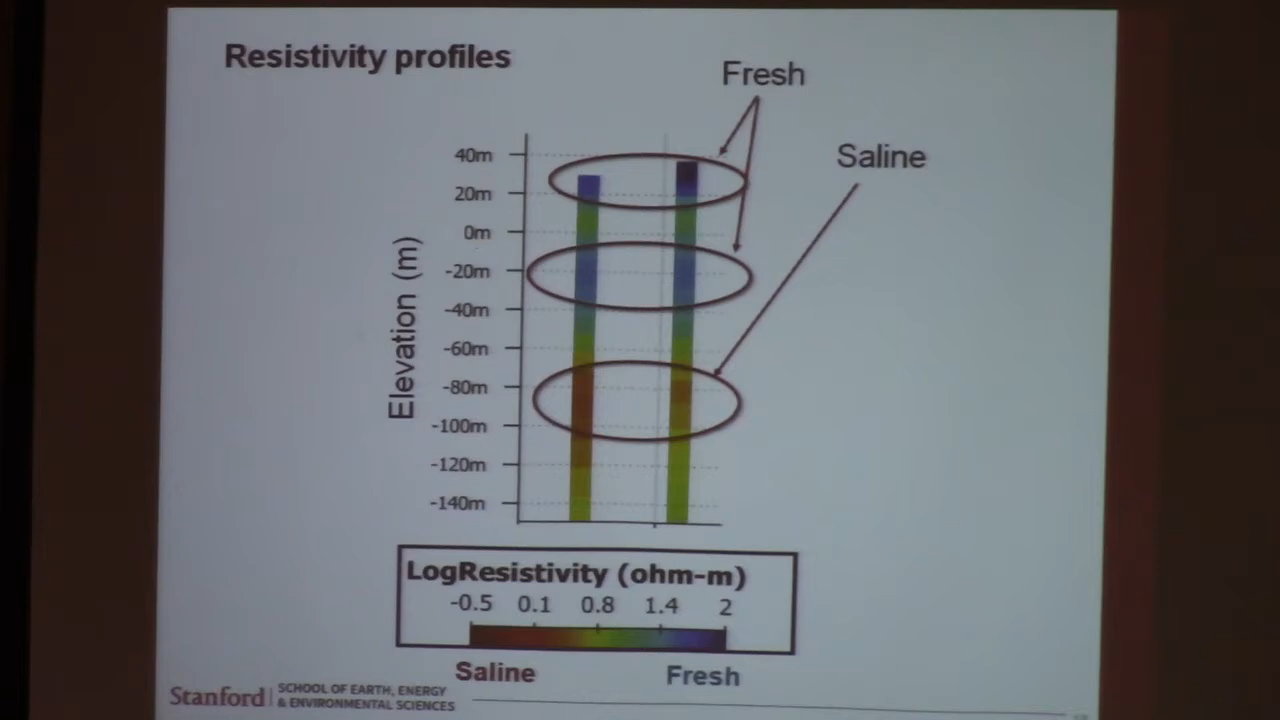 Resistivity profiles
Fresh
Saline
Elevation (m)
40m
20m
0m
-20m
-40m
-60m
-80m
-100m
-120m
-140m
LogResistivity (ohm-m)
-0.5 0.1 0.8 1.4 2
Saline Fresh
Stanford
SCHOOL OF EARTH, ENERGY
& ENVIRONMENTAL SCIENCES